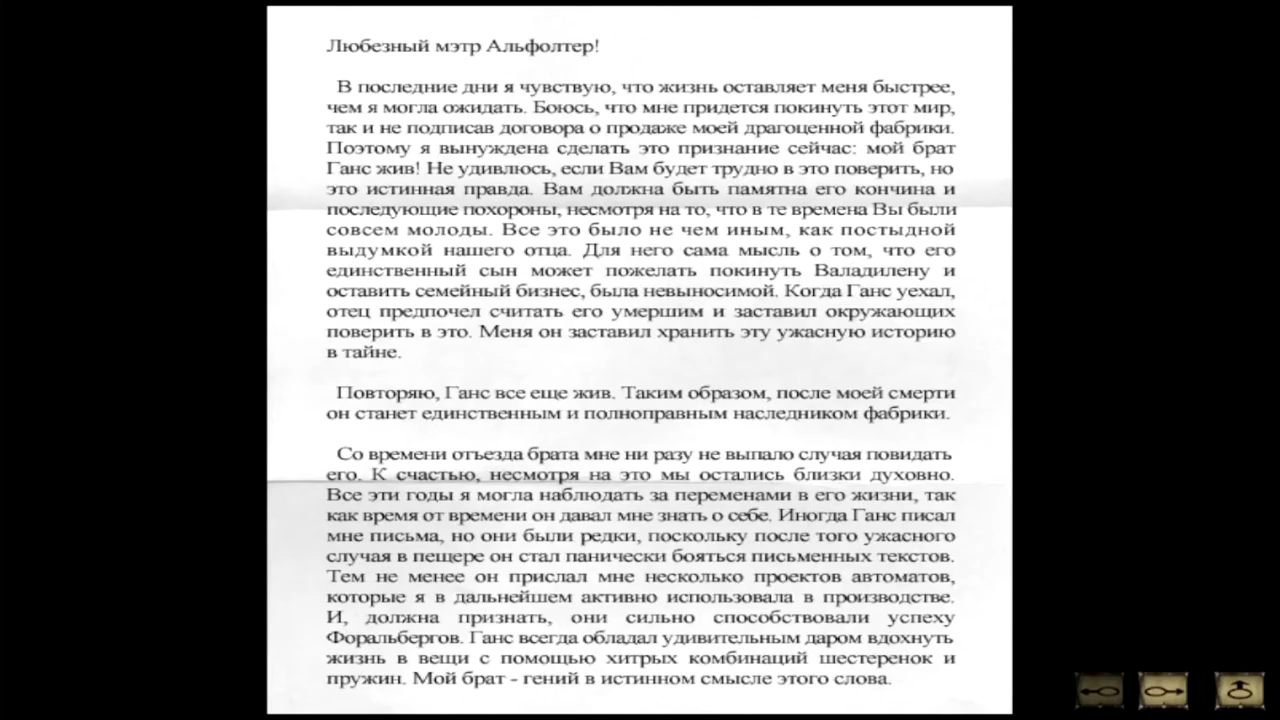 Любезный мэтр Альфолтер!
В последние дни я чувствую, что жизнь оставляет меня быстрее,
чем я могла ожидать. Боюсь, что мне придется покинуть этот мир,
так и не подписав договора о продаже моей драгоценной фабрики.
Поэтому я вынуждена сделать это признание сейчас: мой брат
Ганс жив! Не удивлюсь, если Вам будет трудно в это поверить, но
это истинная правда. Вам должна быть памятна его кончина и
последующие похороны, несмотря на то, что в те времена Вы были
совсем молоды. Все это было не чем иным, как постыдной
выдумкой нашего отца. Для него сама мысль о том, что его
единственный сын может пожелать покинуть Валадилену и
оставить семейный бизнес, была невыносимой. Когда Ганс уехал,
отец предпочел считать его умершим и заставил окружающих
поверить в это. Меня он заставил хранить эту ужасную историю
в тайне.
Повторяю, Ганс все еще жив. Таким образом, после моей смерти
он станет единственным и полноправным наследником фабрики.
Со времени отъезда брата мне ни разу не выпало случая повидать
его. К счастью, несмотря на это мы остались близки духовно.
Все эти годы я могла наблюдать за переменами в его жизни, так
как время от времени он давал мне знать о себе. Иногда Ганс писал
мне письма, но они были редки, поскольку после того ужасного
случая в пещере он стал панически бояться письменных текстов.
Тем не менее он прислал мне несколько проектов автоматов,
которые я в дальнейшем активно использовала в производстве.
И, должна признать, они сильно способствовали успеху
Форальбергов. Ганс всегда обладал удивительным даром вдохнуть
жизнь в вещи с помощью хитрых комбинаций шестеренок и
пружин. Мой брат - гений в истинном смысле этого слова.